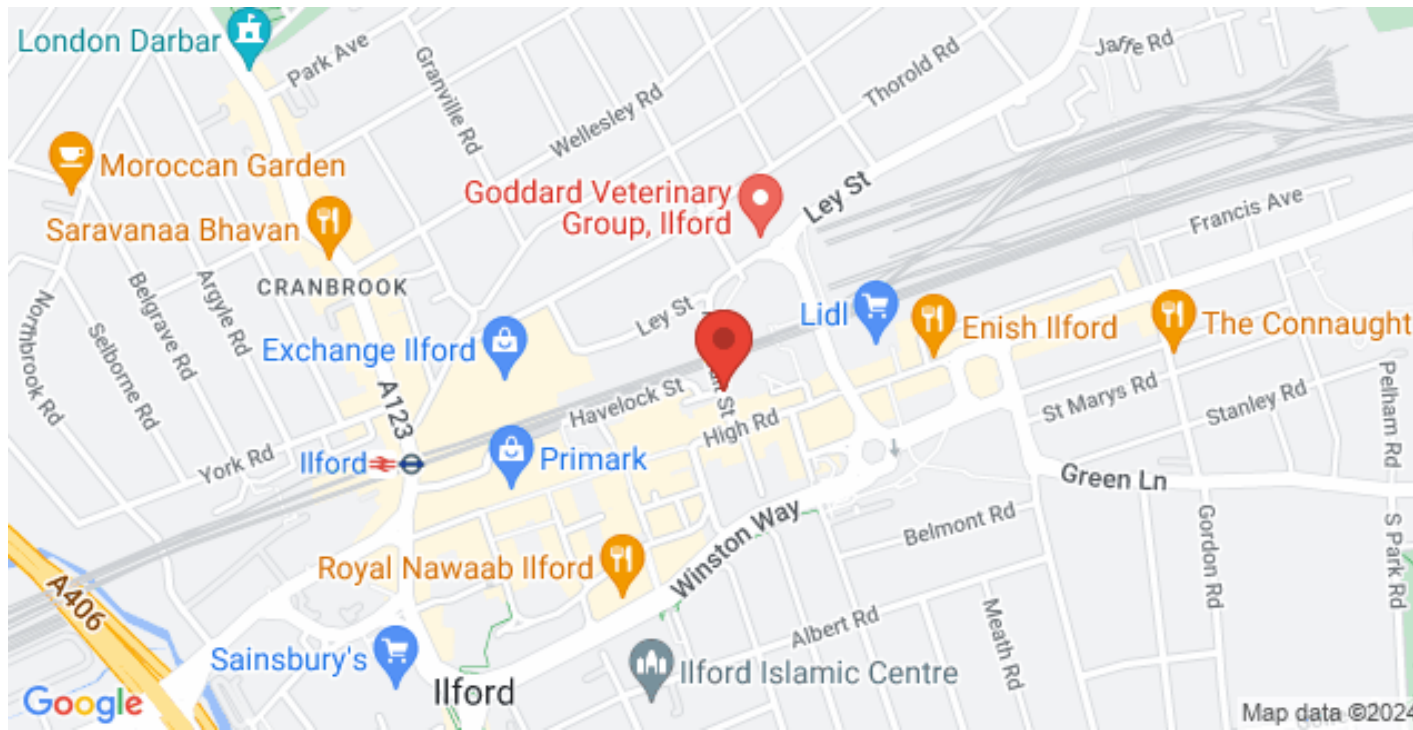 London Darbar
Park Ave
Granville Rd
Wellesley Rd
Thorold Rd
Jaffe Rd
Moroccan Garden
Saravanaa Bhavan
CRANBROOK
Goddard Veterinary
Group, Ilford
Ley St
Francis Ave
Northbrook Rd
Belgrave Rd
Argyle Rd
Selborne Rd
Exchange Ilford
Ley St
Lidl
Enish Ilford
The Connaught
A123
Havelock St
High Rd
St Marys Rd
Stanley Rd
Pelham Rd
York Rd
Ilford
Primark
Green Ln
Winston Way
Belmont Rd
Gordon Rd
S Park Rd
Royal Nawaab Ilford
A406
Albert Rd
Meath Rd
Sainsbury's
Ilford
Ilford Islamic Centre
Google
Map data ©2024